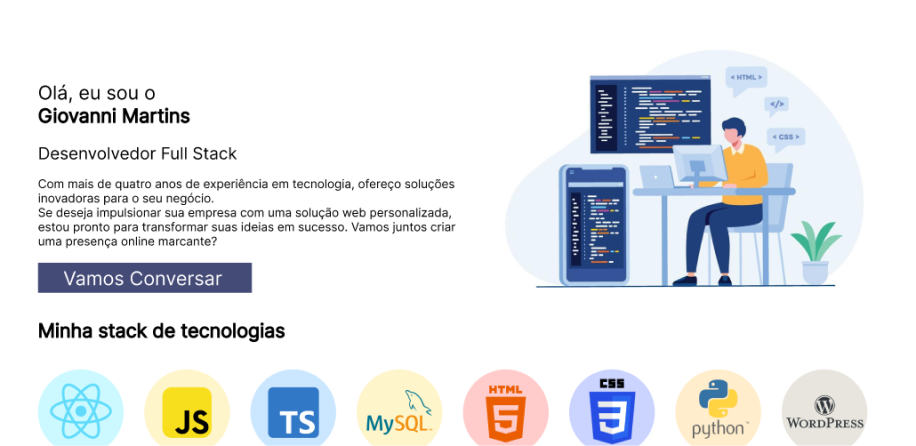 Olá, eu sou o
Giovanni Martins
Desenvolvedor Full Stack
Com mais de quatro anos de experiência em tecnologia, ofereço soluções
inovadoras para o seu negócio.
Se deseja impulsionar sua empresa com uma solução web personalizada,
estou pronto para transformar suas ideias em sucesso. Vamos juntos criar
uma presença online marcante?
Vamos Conversar
< HTML >
</>
< CSS >
Minha stack de tecnologias
JS
TS
MySQL
HTML
5
CSS
3
python
WordPress